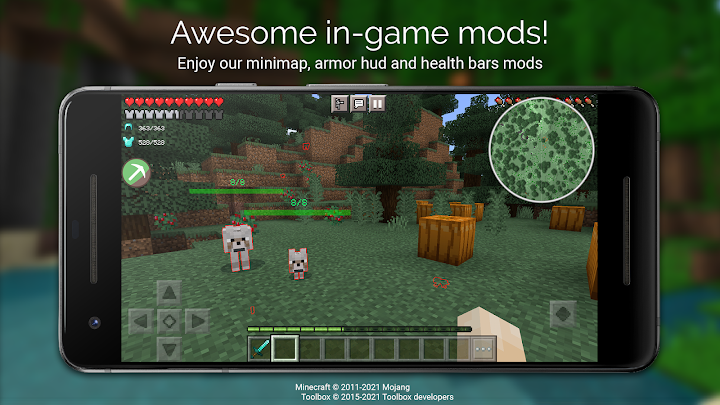 Awesome in-game mods!
Enjoy our minimap, armor hud and health bars mods
363/363
528/528
8/8
8/8
Minecraft © 2011-2021 Mojang
Toolbox © 2015-2021 Toolbox developers